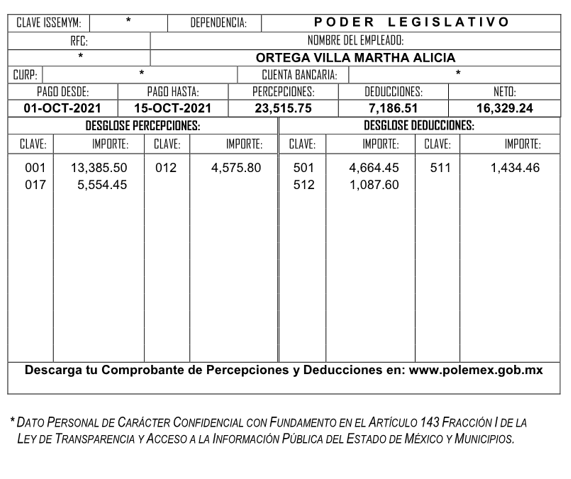 CLAVE ISSEMYM: * DEPENDENCIA: PODER LEGISLATIVO
RFC: NOMBRE DEL EMPLEADO:
* ORTEGA VILLA MARTHA ALICIA
CURP: * CUENTA BANCARIA: *
PAGO DESDE: PAGO HASTA: PERCEPCIONES: DEDUCCIONES: NETO:
01-OCT-2021 15-OCT-2021 23,515.75 7,186.51 16,329.24
DESGLOSE PERCEPCIONES: DESGLOSE DEDUCCIONES:
CLAVE: IMPORTE: CLAVE: IMPORTE: CLAVE: IMPORTE: CLAVE: IMPORTE:
001 13,385.50 012 4,575.80 501 4,664.45 511 1,434.46
017 5,554.45 512 1,087.60
Descarga tu Comprobante de Percepciones y Deducciones en: www.polemex.gob.mx
* DATO PERSONAL DE CARÁCTER CONFIDENCIAL CON FUNDAMENTO EN EL ARTÍCULO 143 FRACCIÓN I DE LA
LEY DE TRANSPARENCIA Y ACCESO A LA INFORMACIÓN PÚBLICA DEL ESTADO DE MÉXICO Y MUNICIPIOS.